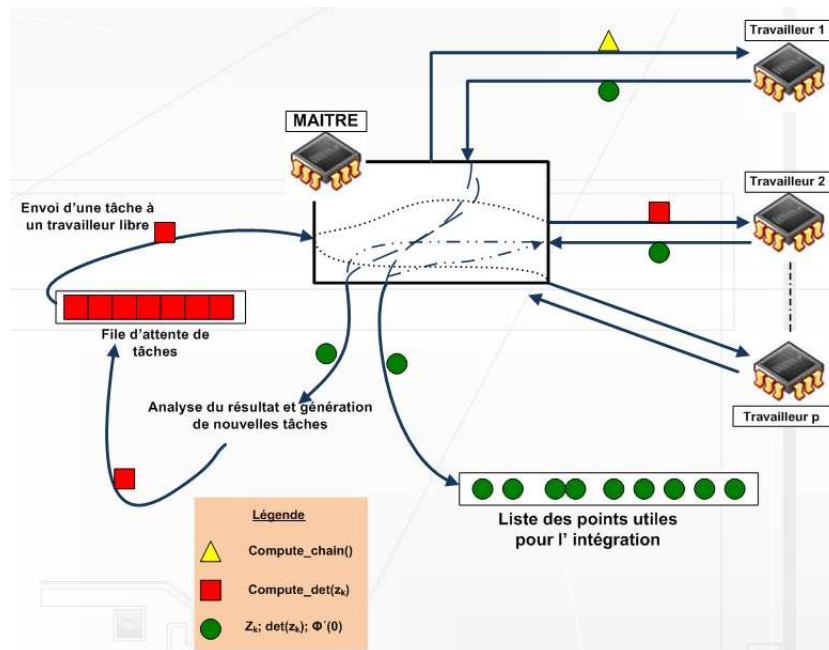 Travailleur 1
MAITRE
Travailleur 2
Envoi d'une tâche à
un travailleur libre
File d'attente de
tâches
Travailleur p
Analyse du résultat et génération
de nouvelles tâches
Liste des points utiles
pour l' intégration
Légende
Compute_chain()
Compute_det(zₖ)
Zₖ; det(zₖ); Φ'(0)